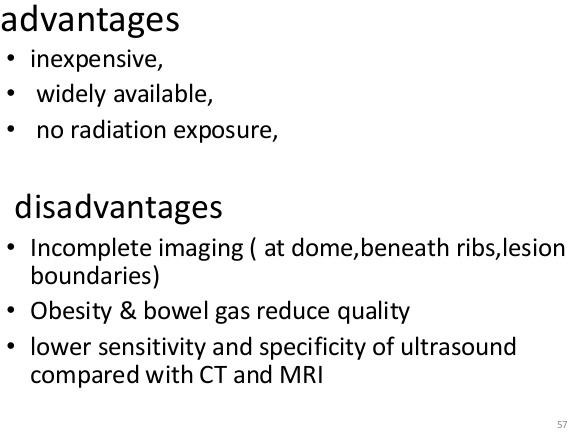 advantages
• inexpensive,
• widely available,
• no radiation exposure,
disadvantages
• Incomplete imaging ( at dome,beneath ribs,lesion
boundaries)
• Obesity & bowel gas reduce quality
• lower sensitivity and specificity of ultrasound
compared with CT and MRI
57